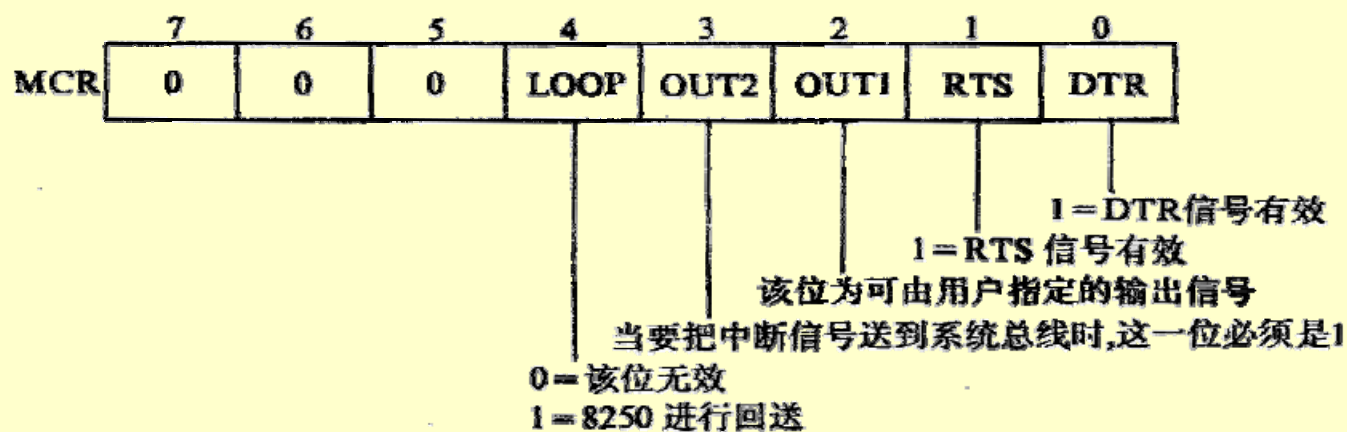 7 6 5 4 3 2 1 0
MCR 0 0 0 LOOP OUT2 OUT1 RTS DTR
1=DTR信号有效
1=RTS 信号有效
该位为可由用户指定的输出信号
当要把中断信号送到系统总线时,这一位必须是1
0=该位无效
1=8250 进行回送